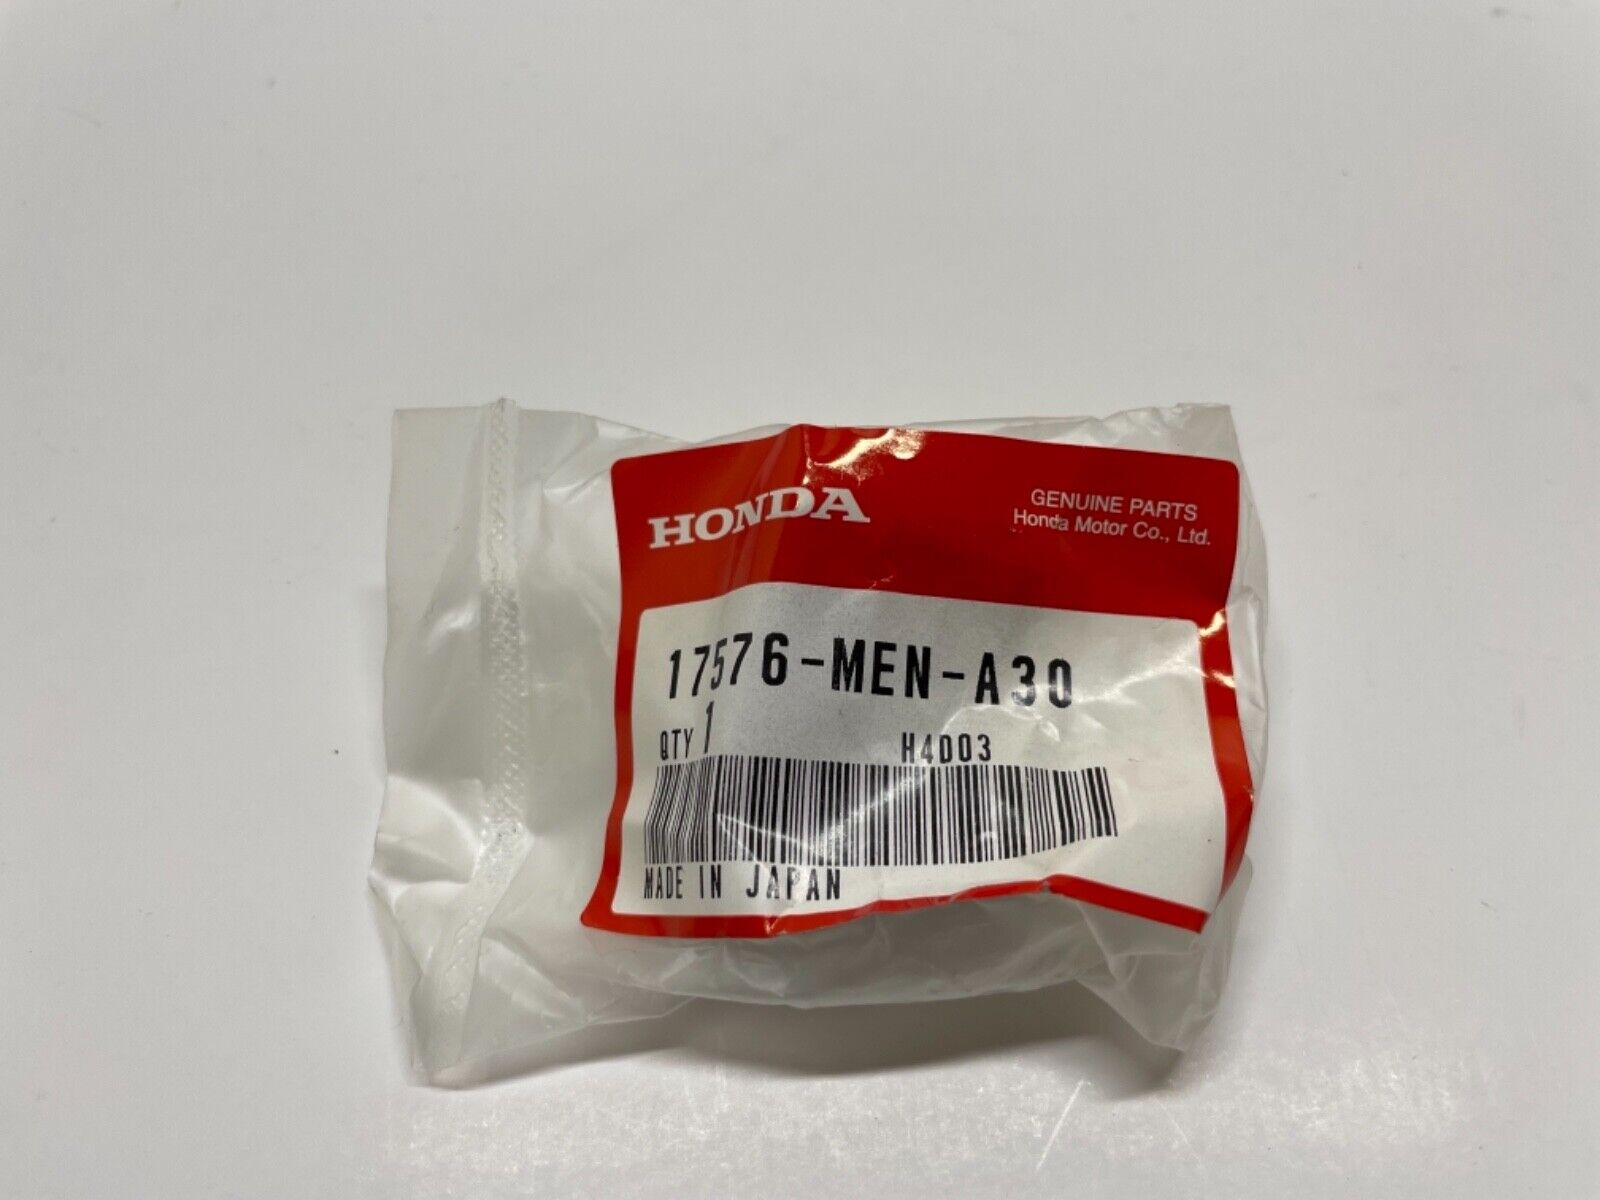 HONDA
GENUINE PARTS
Honda Motor Co., Ltd.
17576-MEN-A30
QTY 1 H4D03
MADE IN JAPAN